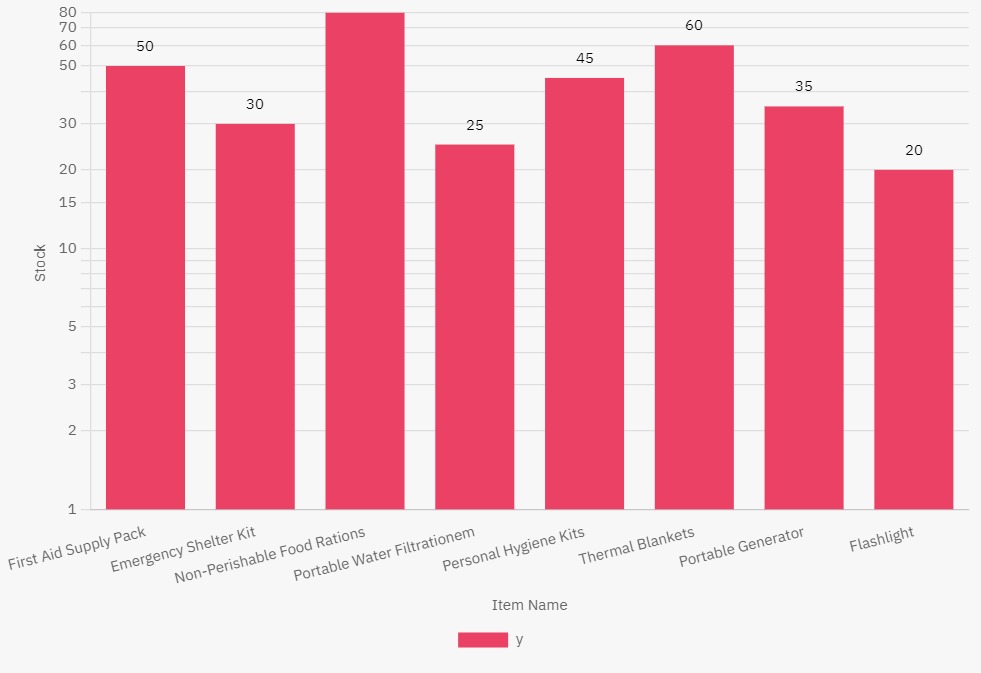 80
70
60
50
30
20
15
10
5
3
2
1
Stock
50
30
25
45
60
35
20
First Aid Supply Pack
Emergency Shelter Kit
Non-Perishable Food Rations
Portable Water Filtrationem
Personal Hygiene Kits
Thermal Blankets
Portable Generator
Flashlight
Item Name
y